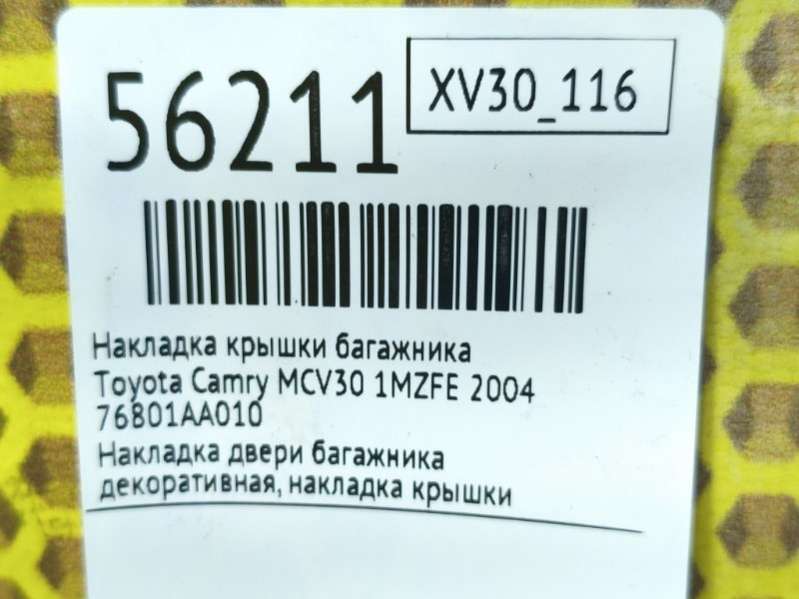 56211
XV30_116
Накладка крышки багажника
Toyota Camry MCV30 1MZFE 2004
76801AA010
Накладка двери багажника
декоративная, накладка крышки